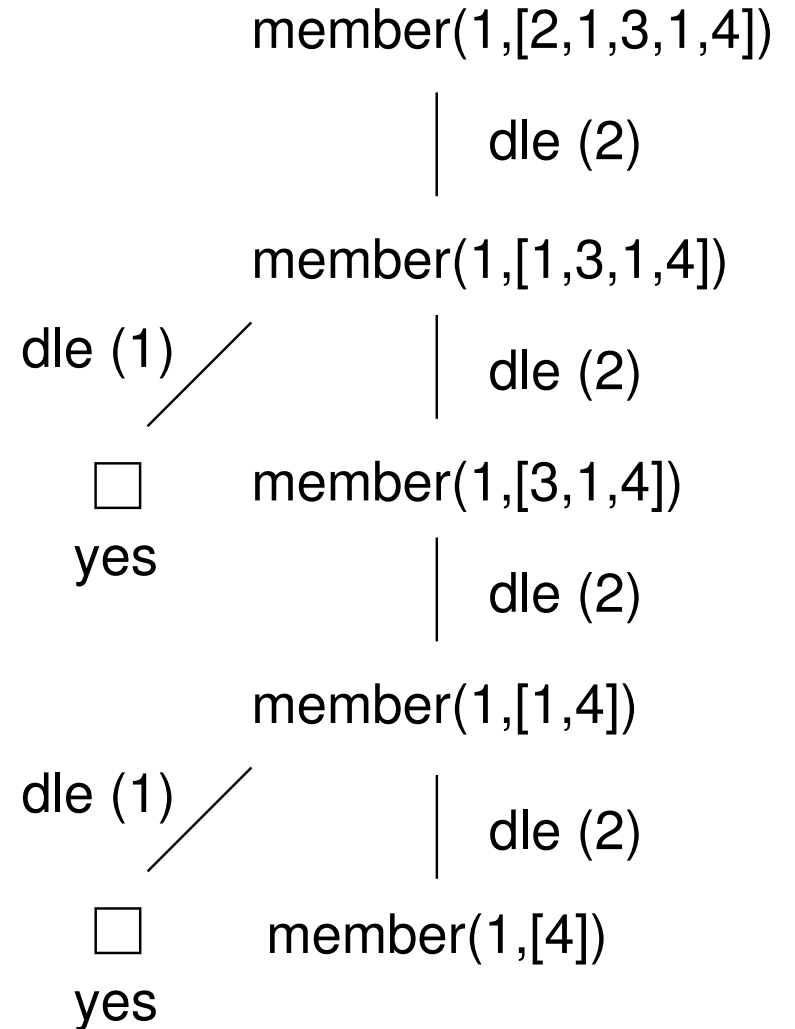 member(1,[2,1,3,1,4])
dle (2)
member(1,[1,3,1,4])
dle (1)
dle (2)
member(1,[3,1,4])
yes
dle (2)
member(1,[1,4])
dle (1)
dle (2)
member(1,[4])
yes